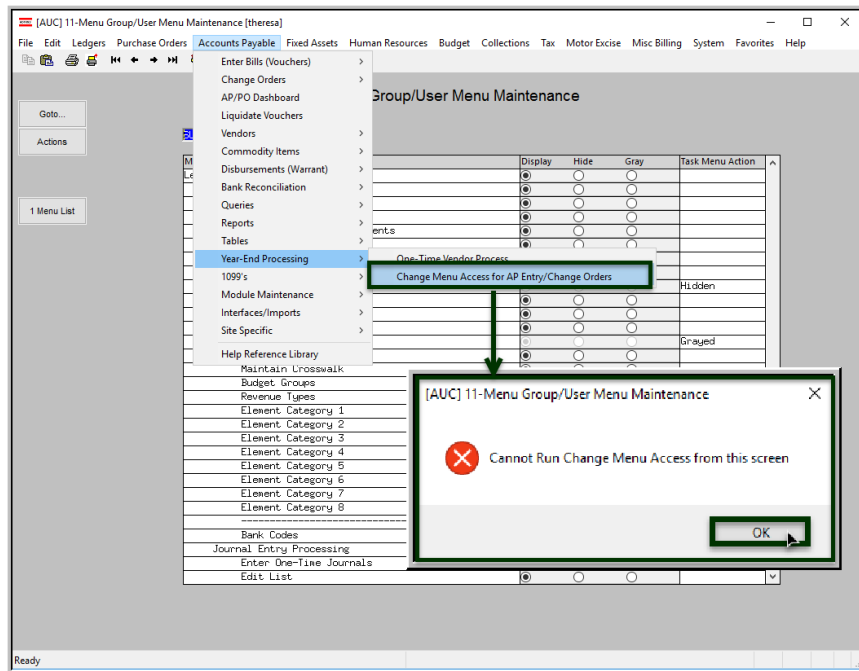 [AUC] 11-Menu Group/User Menu Maintenance [theresa]
File Edit Ledgers Purchase Orders Accounts Payable Fixed Assets Human Resources Budget Collections Tax Motor Excise Misc Billing System Favorites Help
Enter Bills (Vouchers)
Change Orders
AP/PO Dashboard
Group/User Menu Maintenance
Goto...
Liquidate Vouchers
Actions
Vendors
Commodity Items
Display Hide Gray Task Menu Action
Disbursements (Warrant)
Bank Reconciliation
1 Menu List
Queries
Reports
ents
Tables
Year-End Processing
One-Time Vendor Process
1099's
Change Menu Access for AP Entry/Change Orders
Hidden
Module Maintenance
Interfaces/Imports
Site Specific
Grayed
Help Reference Library
Maintain Crosswalk
Budget Groups
Revenue Types
Element Category 1
Element Category 2
Element Category 3
Element Category 4
Element Category 5
Element Category 6
Element Category 7
Element Category 8
----------------------------
Bank Codes
Journal Entry Processing
Enter One-Time Journals
Edit List
[AUC] 11-Menu Group/User Menu Maintenance
Cannot Run Change Menu Access from this screen
OK
Ready